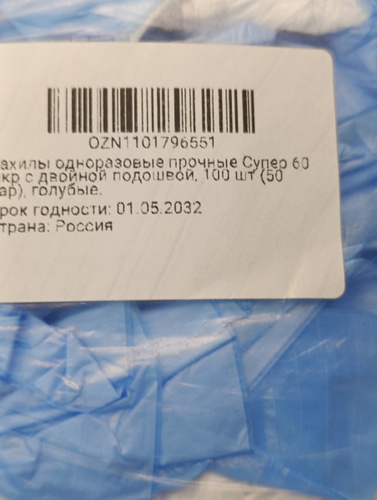 OZN1101796551
ахилы одноразовые прочные Супер 60
кр с двойной подошвой, 100 шт (50
ар), голубые.
рок годности: 01.05.2032
трана: Россия